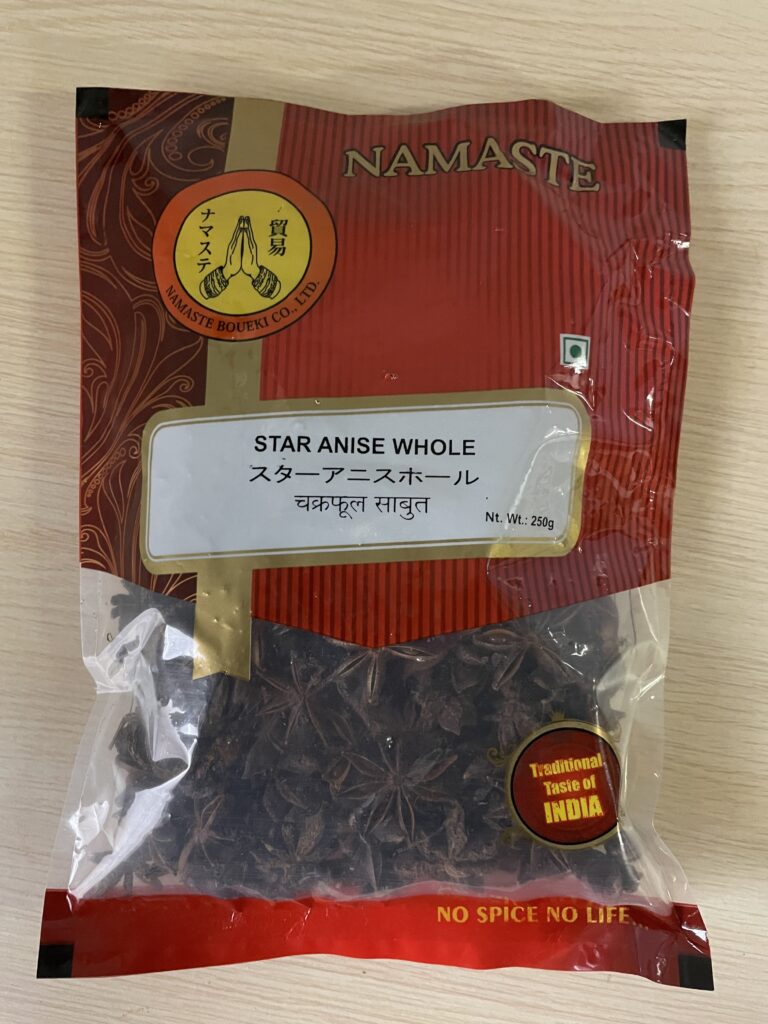 NAMASTE
ナマステ
貿易
NAMASTE BOUEKI CO., LTD.
STAR ANISE WHOLE
スターアニスホール
चक्रफूल साबुत
Nt. Wt.: 250g
Traditional
Taste of
INDIA
NO SPICE NO LIFE...